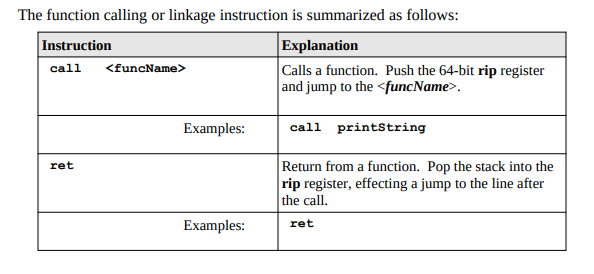 The function calling or linkage instruction is summarized as follows:
Instruction Explanation
call <funcName> Calls a function. Push the 64-bit rip register
and jump to the <funcName>.
Examples: call printString
ret Return from a function. Pop the stack into the
rip register, effecting a jump to the line after
the call.
Examples: ret